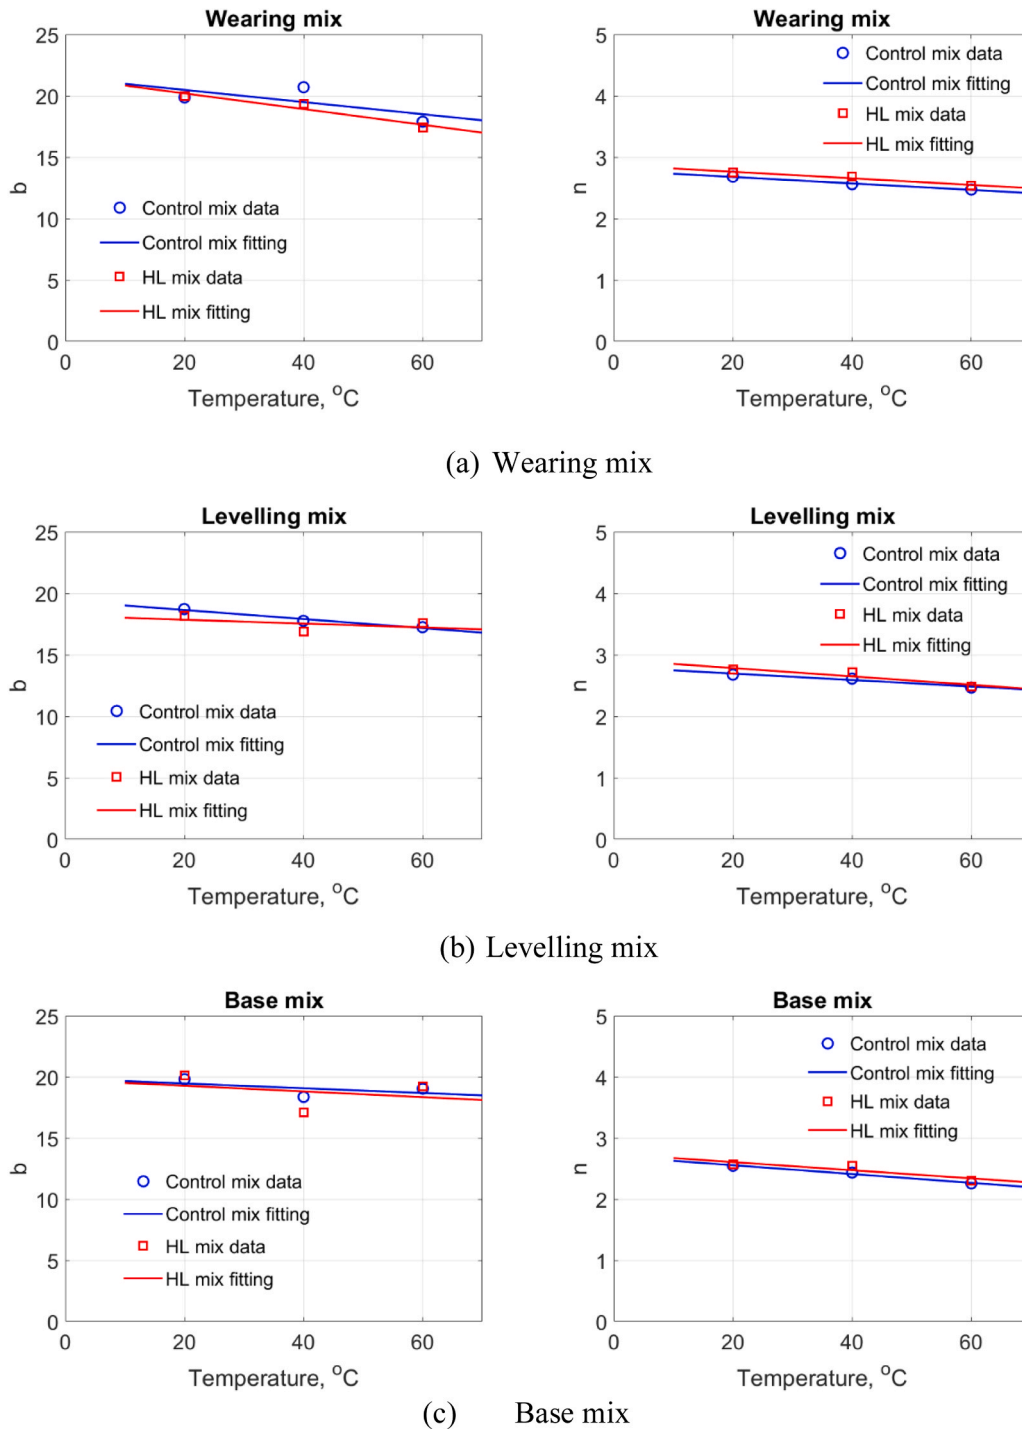 Wearing mix
25
20
15
10
5
0
b
Control mix data
Control mix fitting
HL mix data
HL mix fitting
0 20 40 60
Temperature, °C
Wearing mix
5
4
3
2
1
0
n
Control mix data
Control mix fitting
HL mix data
HL mix fitting
0 20 40 60
Temperature, °C
(a) Wearing mix
Levelling mix
25
20
15
10
5
0
b
Control mix data
Control mix fitting
HL mix data
HL mix fitting
0 20 40 60
Temperature, °C
Levelling mix
5
4
3
2
1
0
n
Control mix data
Control mix fitting
HL mix data
HL mix fitting
0 20 40 60
Temperature, °C
(b) Levelling mix
Base mix
25
20
15
10
5
0
b
Control mix data
Control mix fitting
HL mix data
HL mix fitting
0 20 40 60
Temperature, °C
Base mix
5
4
3
2
1
0
n
Control mix data
Control mix fitting
HL mix data
HL mix fitting
0 20 40 60
Temperature, °C
(c) Base mix